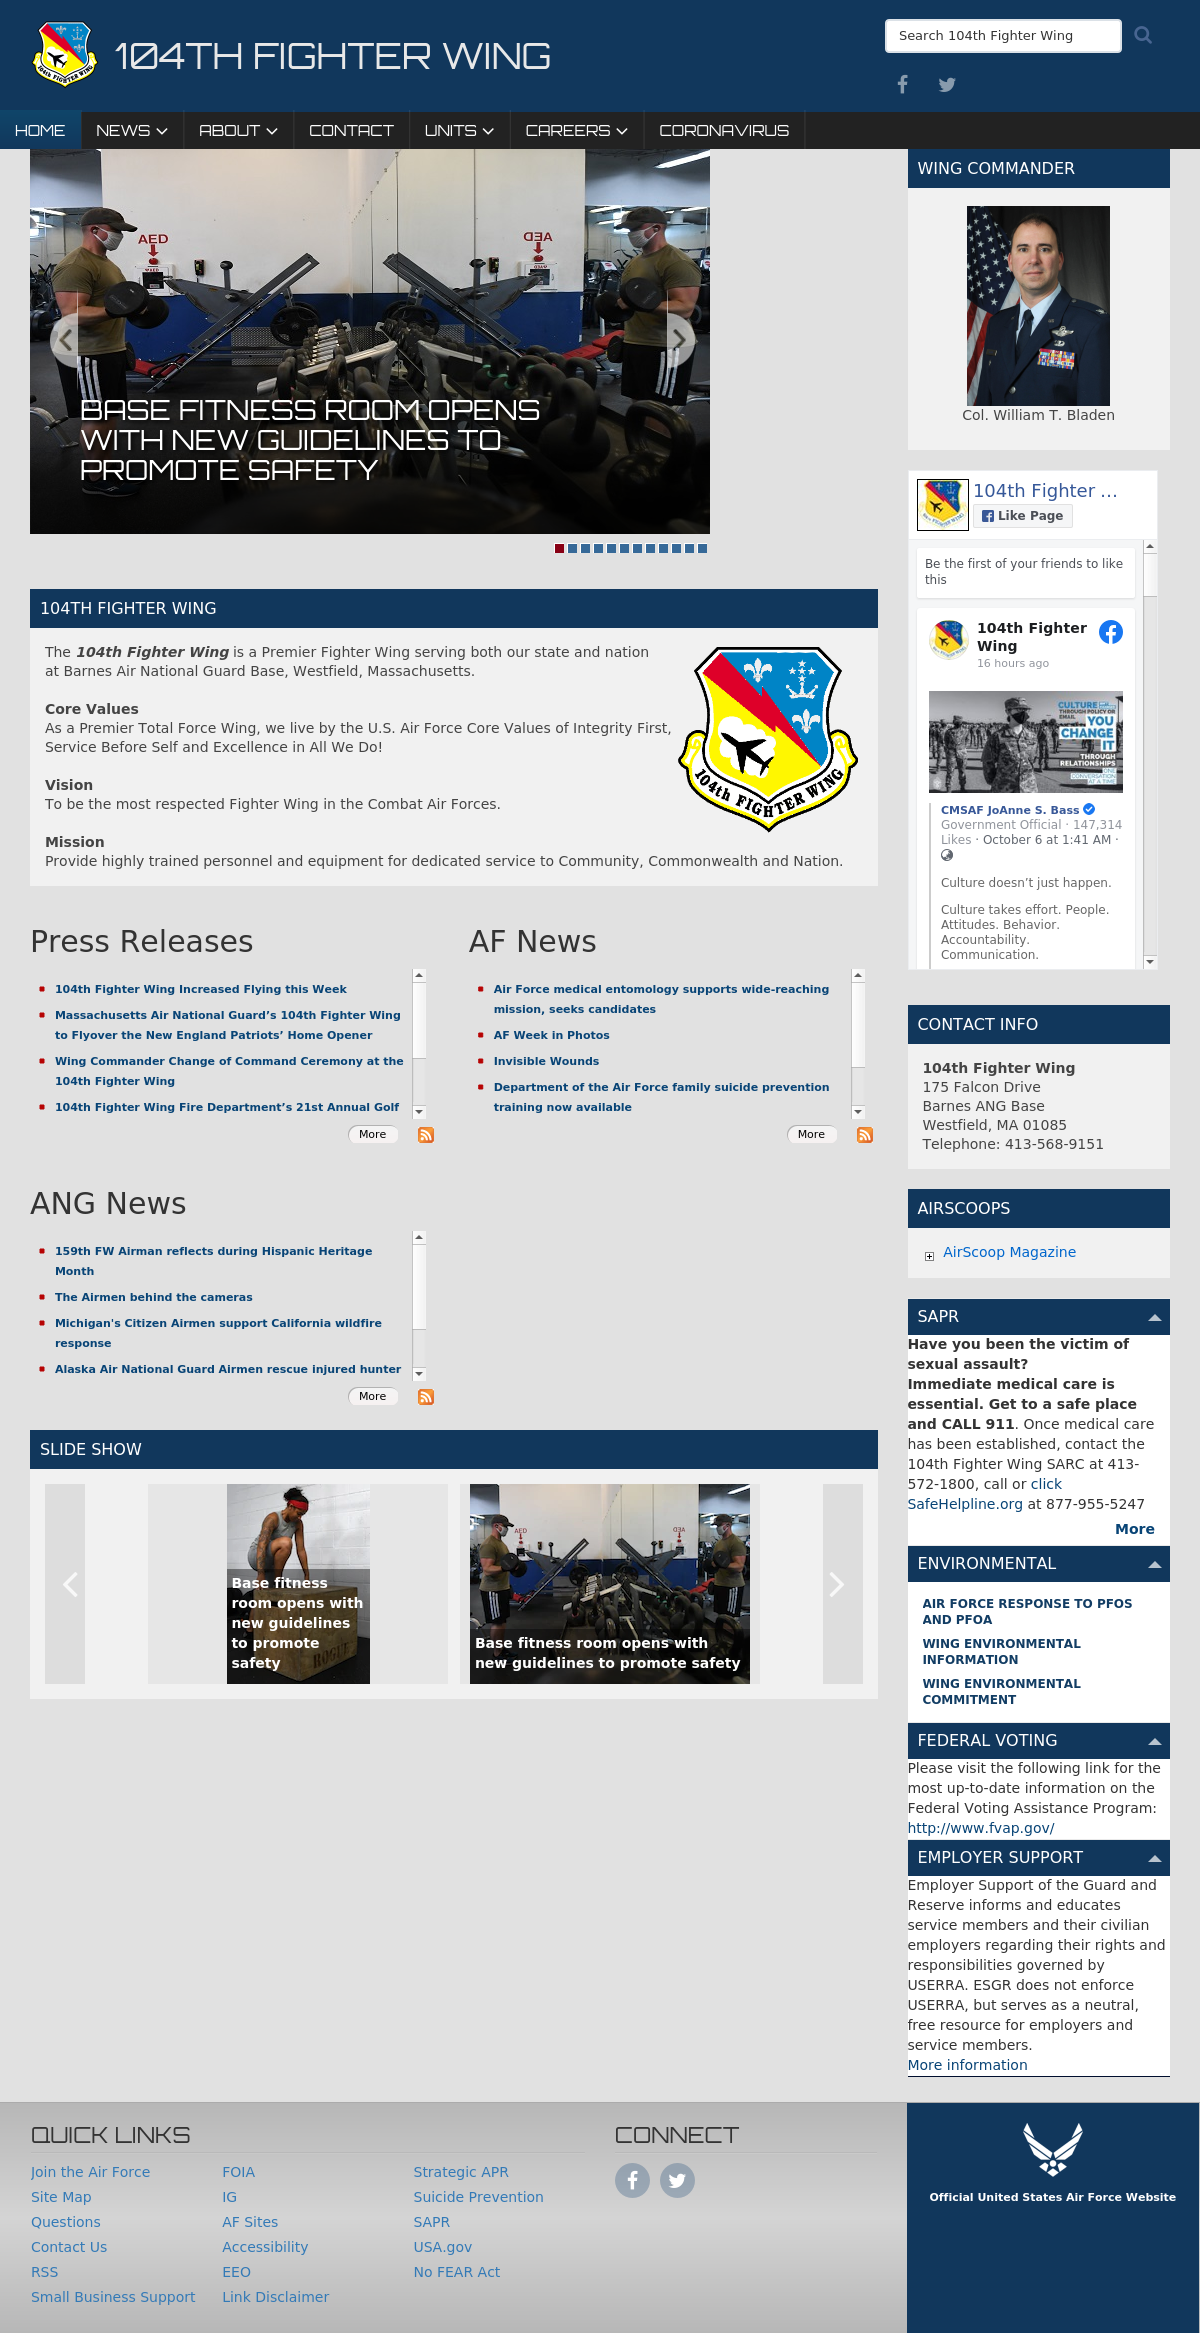 104TH FIGHTER WING
Search 104th Fighter Wing
HOME
NEWS
ABOUT
CONTACT
UNITS
CAREERS
CORONAVIRUS
AED
AED
BASE FITNESS ROOM OPENS
WITH NEW GUIDELINES TO
PROMOTE SAFETY
104TH FIGHTER WING
The 104th Fighter Wing is a Premier Fighter Wing serving both our state and nation
at Barnes Air National Guard Base, Westfield, Massachusetts.
Core Values
As a Premier Total Force Wing, we live by the U.S. Air Force Core Values of Integrity First,
Service Before Self and Excellence in All We Do!
Vision
To be the most respected Fighter Wing in the Combat Air Forces.
Mission
Provide highly trained personnel and equipment for dedicated service to Community, Commonwealth and Nation.
104th FIGHTER WING
Press Releases
104th Fighter Wing Increased Flying this Week
Massachusetts Air National Guard’s 104th Fighter Wing
to Flyover the New England Patriots’ Home Opener
Wing Commander Change of Command Ceremony at the
104th Fighter Wing
104th Fighter Wing Fire Department’s 21st Annual Golf
More
AF News
Air Force medical entomology supports wide-reaching
mission, seeks candidates
AF Week in Photos
Invisible Wounds
Department of the Air Force family suicide prevention
training now available
More
ANG News
159th FW Airman reflects during Hispanic Heritage
Month
The Airmen behind the cameras
Michigan's Citizen Airmen support California wildfire
response
Alaska Air National Guard Airmen rescue injured hunter
More
SLIDE SHOW
Base fitness
room opens with
new guidelines
to promote
safety
ROGUE
Base fitness room opens with
new guidelines to promote safety
WING COMMANDER
Col. William T. Bladen
104th Fighter ...
Like Page
Be the first of your friends to like
this
104th Fighter
Wing
16 hours ago
CULTURE
THROUGH POLICY OR
EMAIL
YOU
CHANGE
IT
THROUGH
RELATIONSHIPS
CONVERSATION
AT A TIME
CMSAF JoAnne S. Bass
Government Official · 147,314
Likes · October 6 at 1:41 AM ·
Culture doesn’t just happen.
Culture takes effort. People.
Attitudes. Behavior.
Accountability.
Communication.
CONTACT INFO
104th Fighter Wing
175 Falcon Drive
Barnes ANG Base
Westfield, MA 01085
Telephone: 413-568-9151
AIRSCOOPS
AirScoop Magazine
SAPR
Have you been the victim of
sexual assault?
Immediate medical care is
essential. Get to a safe place
and CALL 911. Once medical care
has been established, contact the
104th Fighter Wing SARC at 413-
572-1800, call or click
SafeHelpline.org at 877-955-5247
More
ENVIRONMENTAL
AIR FORCE RESPONSE TO PFOS
AND PFOA
WING ENVIRONMENTAL
INFORMATION
WING ENVIRONMENTAL
COMMITMENT
FEDERAL VOTING
Please visit the following link for the
most up-to-date information on the
Federal Voting Assistance Program:
http://www.fvap.gov/
EMPLOYER SUPPORT
Employer Support of the Guard and
Reserve informs and educates
service members and their civilian
employers regarding their rights and
responsibilities governed by
USERRA. ESGR does not enforce
USERRA, but serves as a neutral,
free resource for employers and
service members.
More information
QUICK LINKS
Join the Air Force
Site Map
Questions
Contact Us
RSS
Small Business Support
FOIA
IG
AF Sites
Accessibility
EEO
Link Disclaimer
Strategic APR
Suicide Prevention
SAPR
USA.gov
No FEAR Act
CONNECT
Official United States Air Force Website